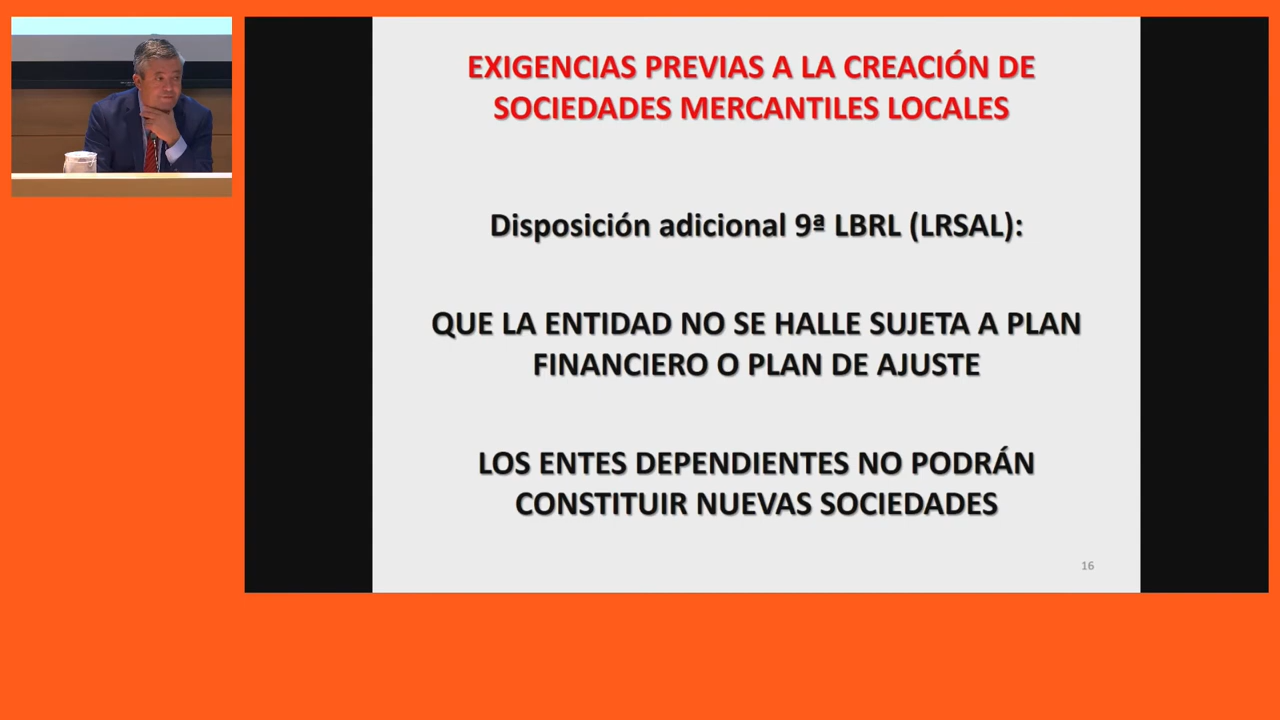 EXIGENCIAS PREVIAS A LA CREACIÓN DE
SOCIEDADES MERCANTILES LOCALES
Disposición adicional 9ª LBRL (LRSAL):
QUE LA ENTIDAD NO SE HALLE SUJETA A PLAN
FINANCIERO O PLAN DE AJUSTE
LOS ENTES DEPENDIENTES NO PODRÁN
CONSTITUIR NUEVAS SOCIEDADES
16